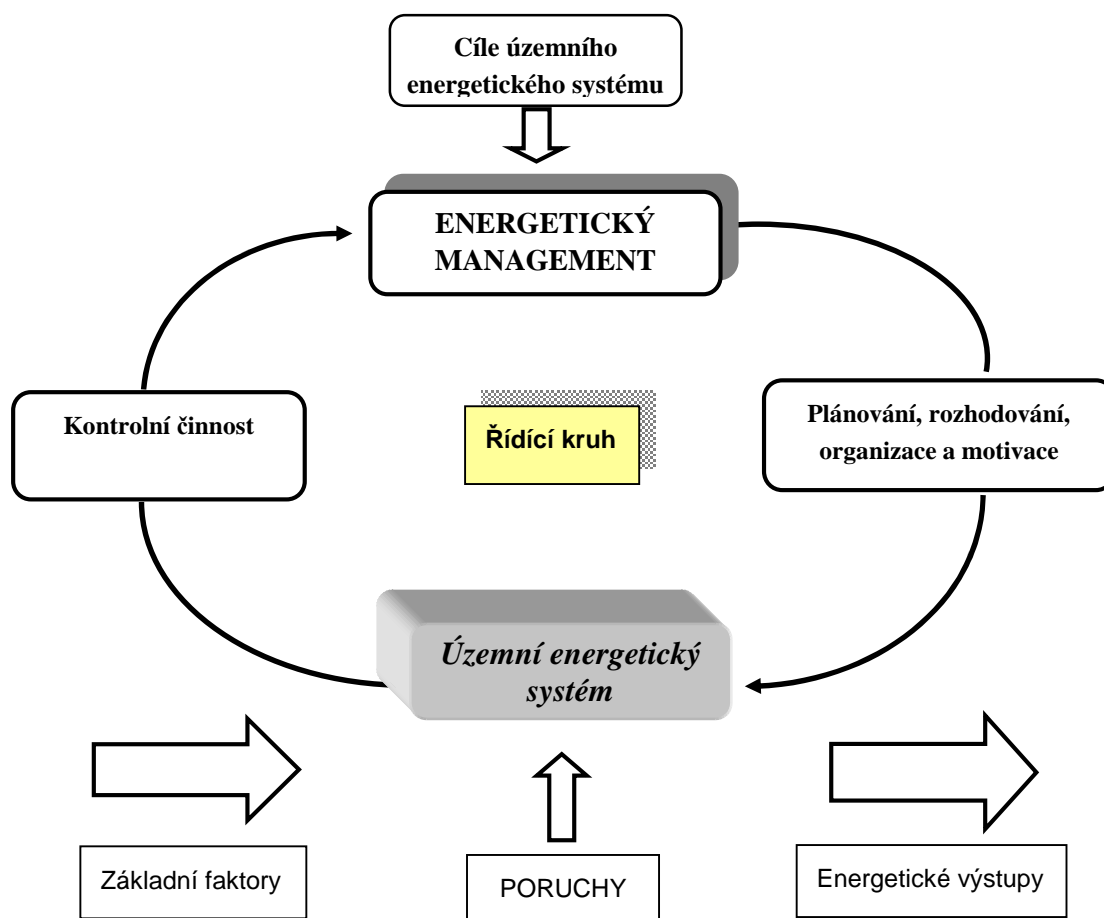 Cíle územního
energetického systému
ENERGETICKÝ
MANAGEMENT
Kontrolní činnost
Řídící kruh
Plánování, rozhodování,
organizace a motivace
Územní energetický
systém
Základní faktory
PORUCHY
Energetické výstupy